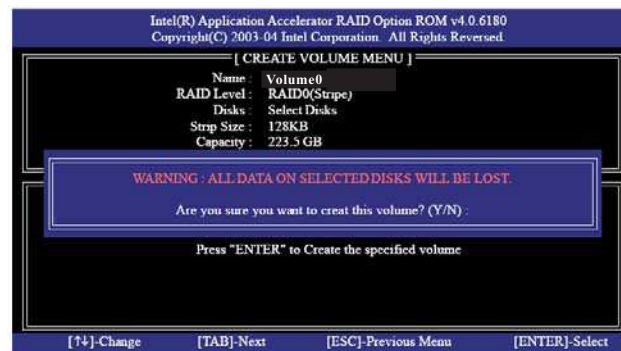 Intel(R) Application Accelerator RAID Option ROM v4.0.6180
Copyright(C) 2003-04 Intel Corporation. All Rights Reversed.
[ CREATE VOLUME MENU ]
Name : Volume0
RAID Level : RAID0(Stripe)
Disks : Select Disks
Strip Size : 128KB
Capacity : 223.5 GB
WARNING : ALL DATA ON SELECTED DISKS WILL BE LOST.
Are you sure you want to creat this volume? (Y/N) :
Press "ENTER" to Create the specified volume
[↑↓]-Change [TAB]-Next [ESC]-Previous Menu [ENTER]-Select